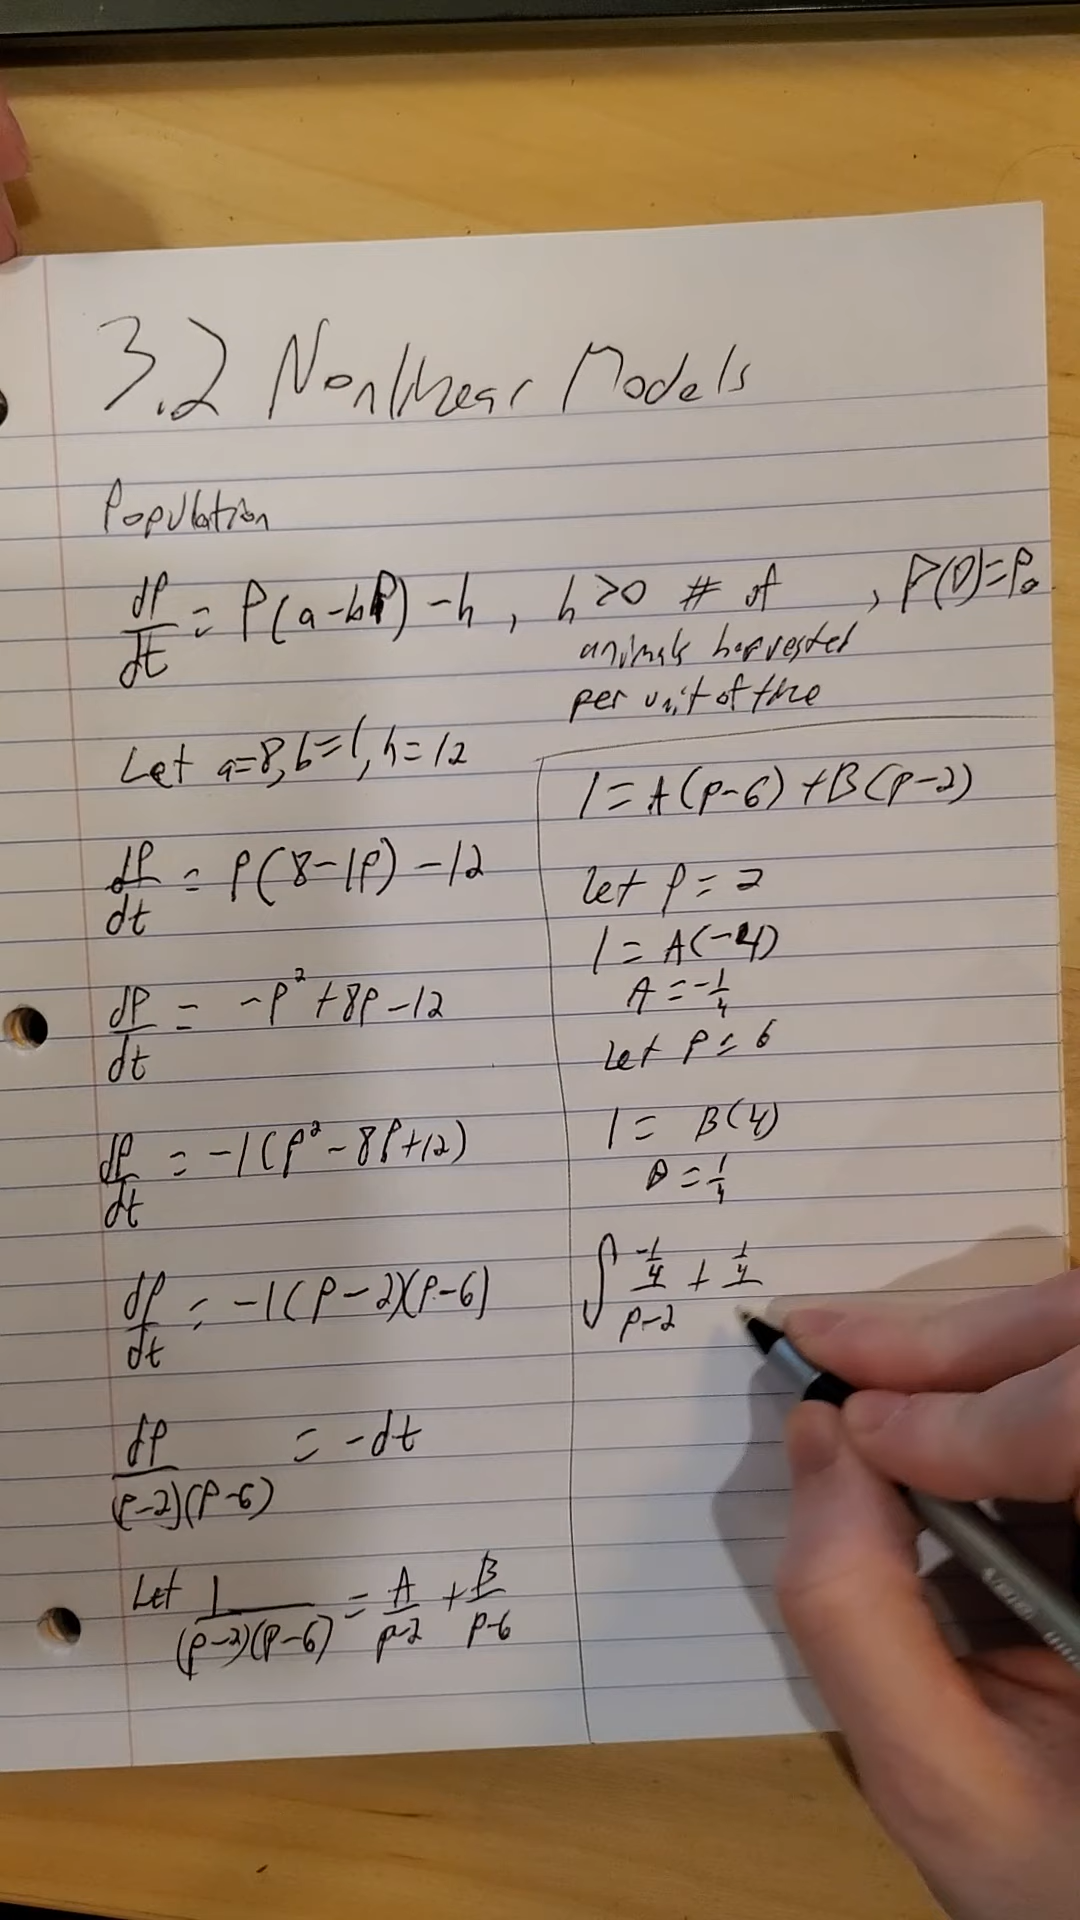 3.2 Nonlinear Models
Population
dP/dt = P(a-bP) - h, h>0 # of animals harvested per unit of the, P(0)=P₀
Let a=8, b=1, h=12
dP/dt = P(8-1P) - 12
dP/dt = -P² + 8P - 12
dP/dt = -1(P² - 8P + 12)
dP/dt = -1(P-2)(P-6)
dP/((P-2)(P-6)) = -dt
Let 1/((P-2)(P-6)) = A/(P-2) + B/(P-6)
1 = A(P-6) + B(P-2)
Let P = 2
1 = A(-4)
A = -1/4
Let P = 6
1 = B(4)
B = 1/4
∫ (-1/4)/(P-2) + (1/4)/